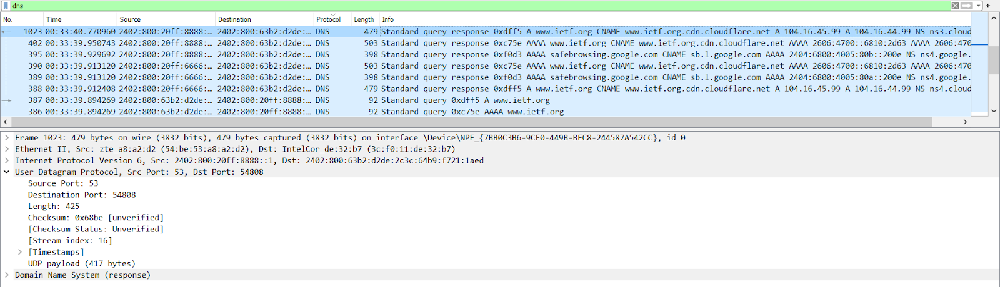 dns
No. Time Source Destination Protocol Length Info
1023 00:33:40.770960 2402:800:20ff:8888:… 2402:800:63b2:d2de:… DNS 479 Standard query response 0xdff5 A www.ietf.org CNAME www.ietf.org.cdn.cloudflare.net A 104.16.45.99 A 104.16.44.99 NS ns3.cloud
402 00:33:39.950743 2402:800:20ff:8888:… 2402:800:63b2:d2de:… DNS 503 Standard query response 0xc75e AAAA www.ietf.org CNAME www.ietf.org.cdn.cloudflare.net AAAA 2606:4700::6810:2d63 AAAA 2606:470
395 00:33:39.929692 2402:800:20ff:8888:… 2402:800:63b2:d2de:… DNS 398 Standard query response 0xf0d3 AAAA safebrowsing.google.com CNAME sb.l.google.com AAAA 2404:6800:4005:80b::200e NS ns4.google.
390 00:33:39.913120 2402:800:20ff:6666:… 2402:800:63b2:d2de:… DNS 503 Standard query response 0xc75e AAAA www.ietf.org CNAME www.ietf.org.cdn.cloudflare.net AAAA 2606:4700::6810:2d63 AAAA 2606:470
389 00:33:39.913120 2402:800:20ff:6666:… 2402:800:63b2:d2de:… DNS 398 Standard query response 0xf0d3 AAAA safebrowsing.google.com CNAME sb.l.google.com AAAA 2404:6800:4005:80a::200e NS ns4.google.
388 00:33:39.912408 2402:800:20ff:6666:… 2402:800:63b2:d2de:… DNS 479 Standard query response 0xdff5 A www.ietf.org CNAME www.ietf.org.cdn.cloudflare.net A 104.16.45.99 A 104.16.44.99 NS ns4.cloud
387 00:33:39.894269 2402:800:63b2:d2de:… 2402:800:20ff:8888:… DNS 92 Standard query 0xdff5 A www.ietf.org
386 00:33:39.894269 2402:800:63b2:d2de:… 2402:800:20ff:8888:… DNS 92 Standard query 0xc75e AAAA www.ietf.org
Frame 1023: 479 bytes on wire (3832 bits), 479 bytes captured (3832 bits) on interface \Device\NPF_{7BB0C3B6-9CF0-449B-BEC8-244587A542CC}, id 0
Ethernet II, Src: zte_a8:a2:d2 (54:be:53:a8:a2:d2), Dst: IntelCor_de:32:b7 (3c:f0:11:de:32:b7)
Internet Protocol Version 6, Src: 2402:800:20ff:8888::1, Dst: 2402:800:63b2:d2de:2c3c:64b9:f721:1aed
User Datagram Protocol, Src Port: 53, Dst Port: 54808
Source Port: 53
Destination Port: 54808
Length: 425
Checksum: 0x68be [unverified]
[Checksum Status: Unverified]
[Stream index: 16]
[Timestamps]
UDP payload (417 bytes)
Domain Name System (response)